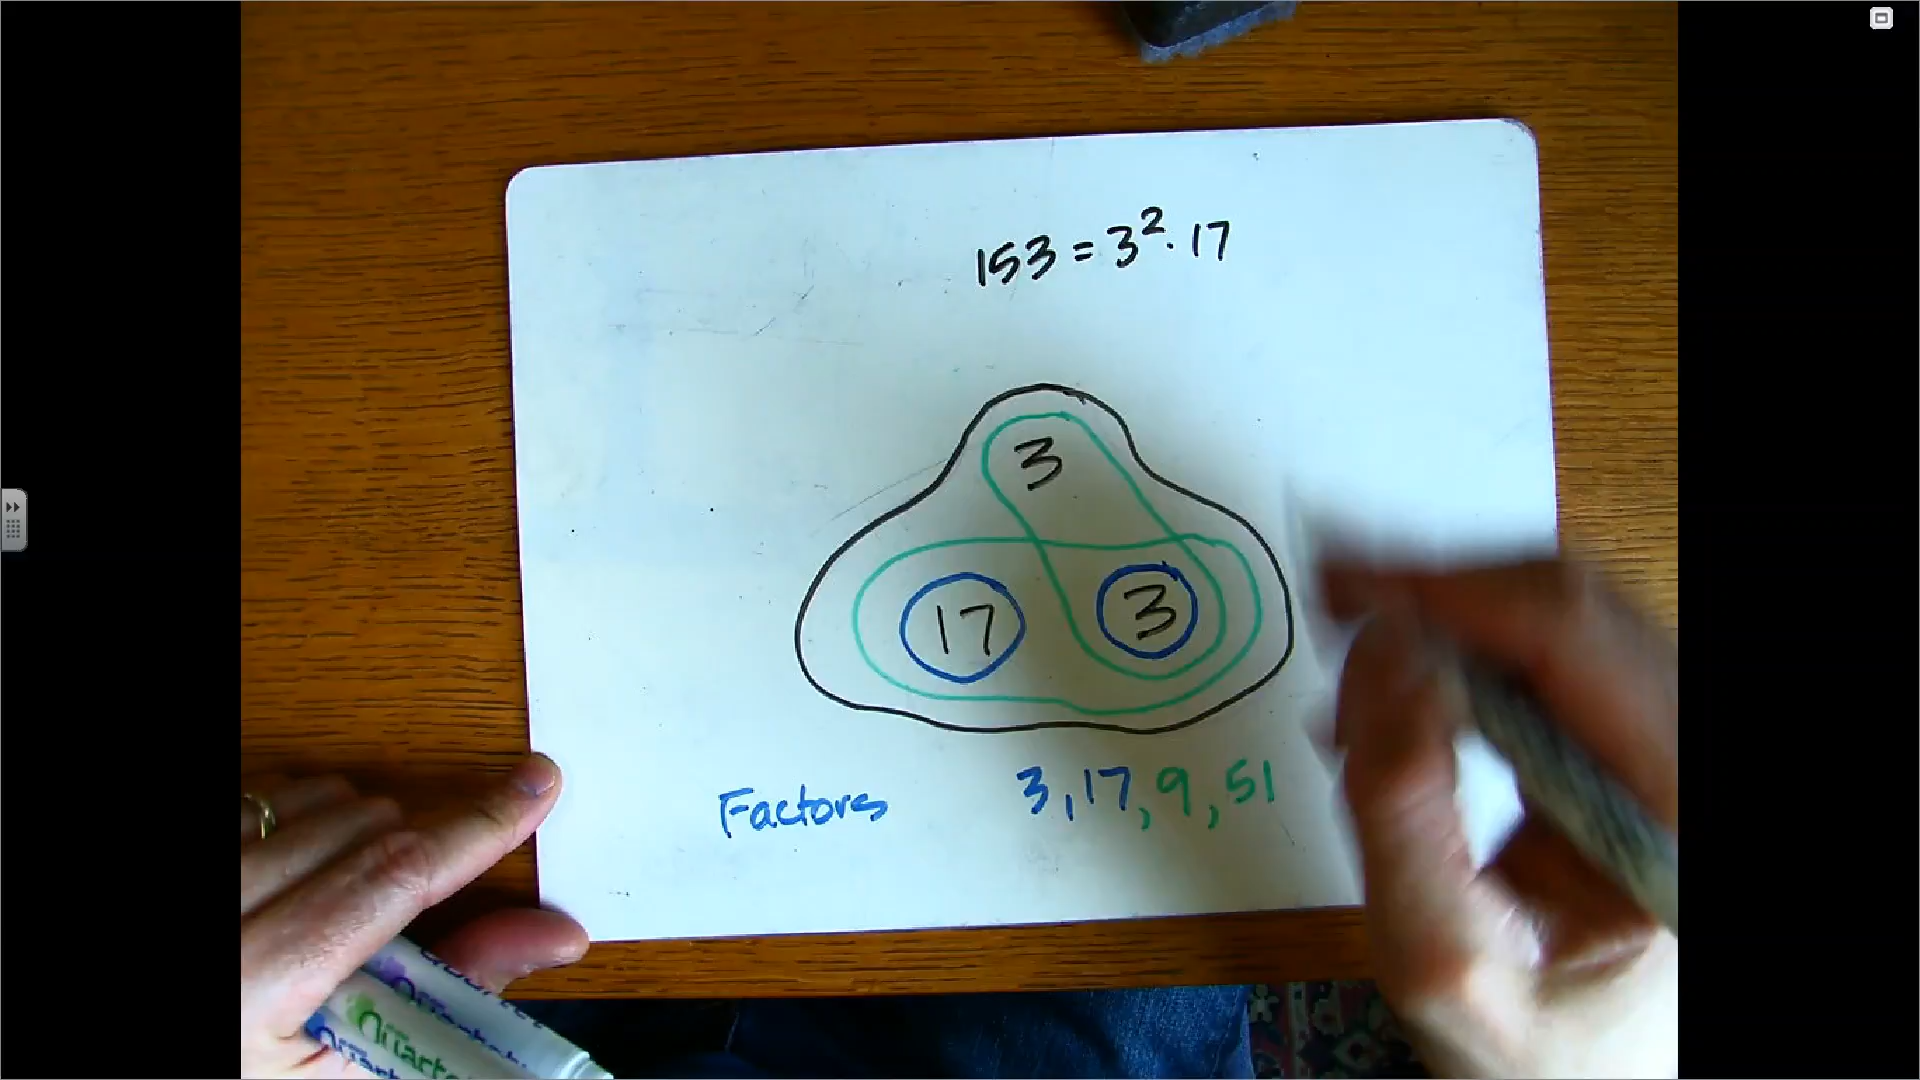 153 = 3². 17
3
17 3
Factors 3, 17, 9, 51